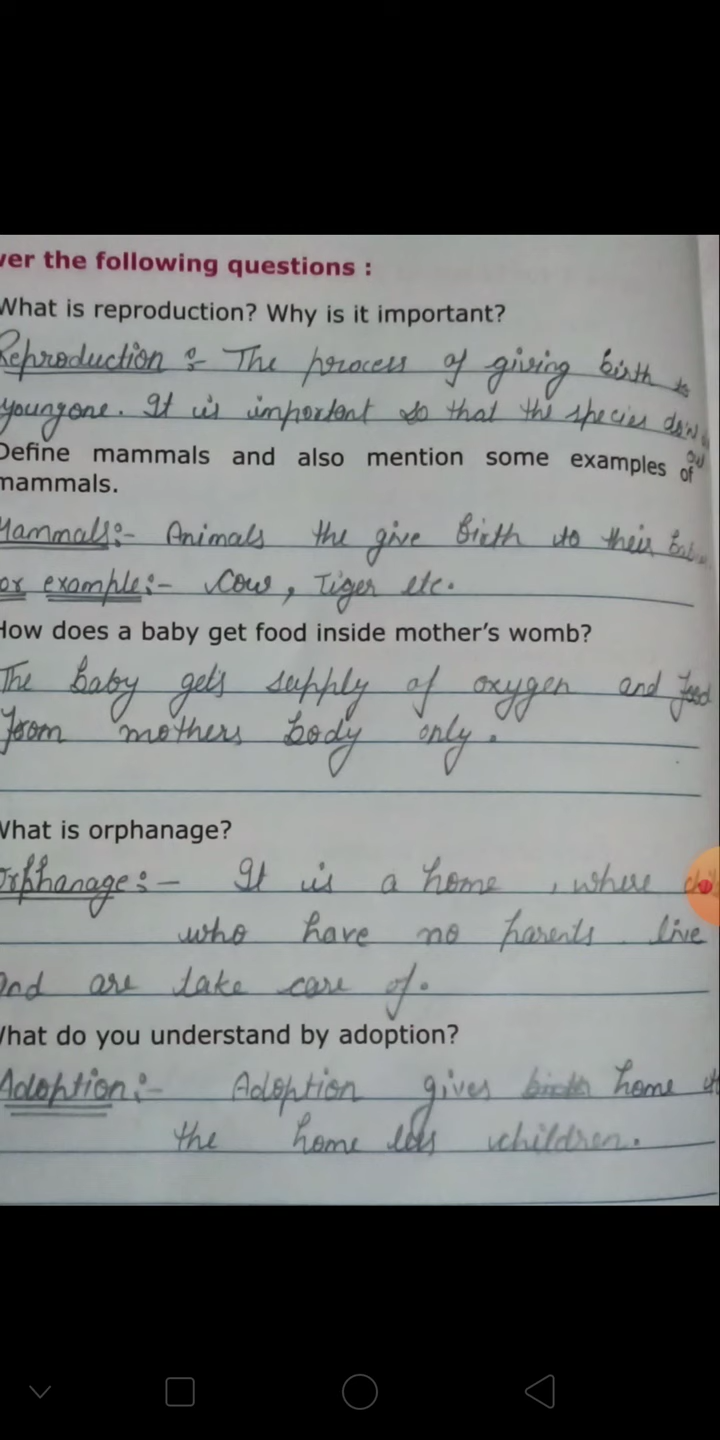 ver the following questions :
What is reproduction? Why is it important?
Reproduction :- The process of giving birth to
youngone. It is important so that the species
Define mammals and also mention some examples of
mammals.
Mammals:- Animals the give birth to their
or example:- Cow, Tiger etc.
How does a baby get food inside mother's womb?
The baby gets supply of oxygen and food
from mothers body only.
What is orphanage?
Orphanage:- It is a home , where
who have no parents live
and are take care of.
What do you understand by adoption?
Adoption:- Adoption gives home
the home less children.